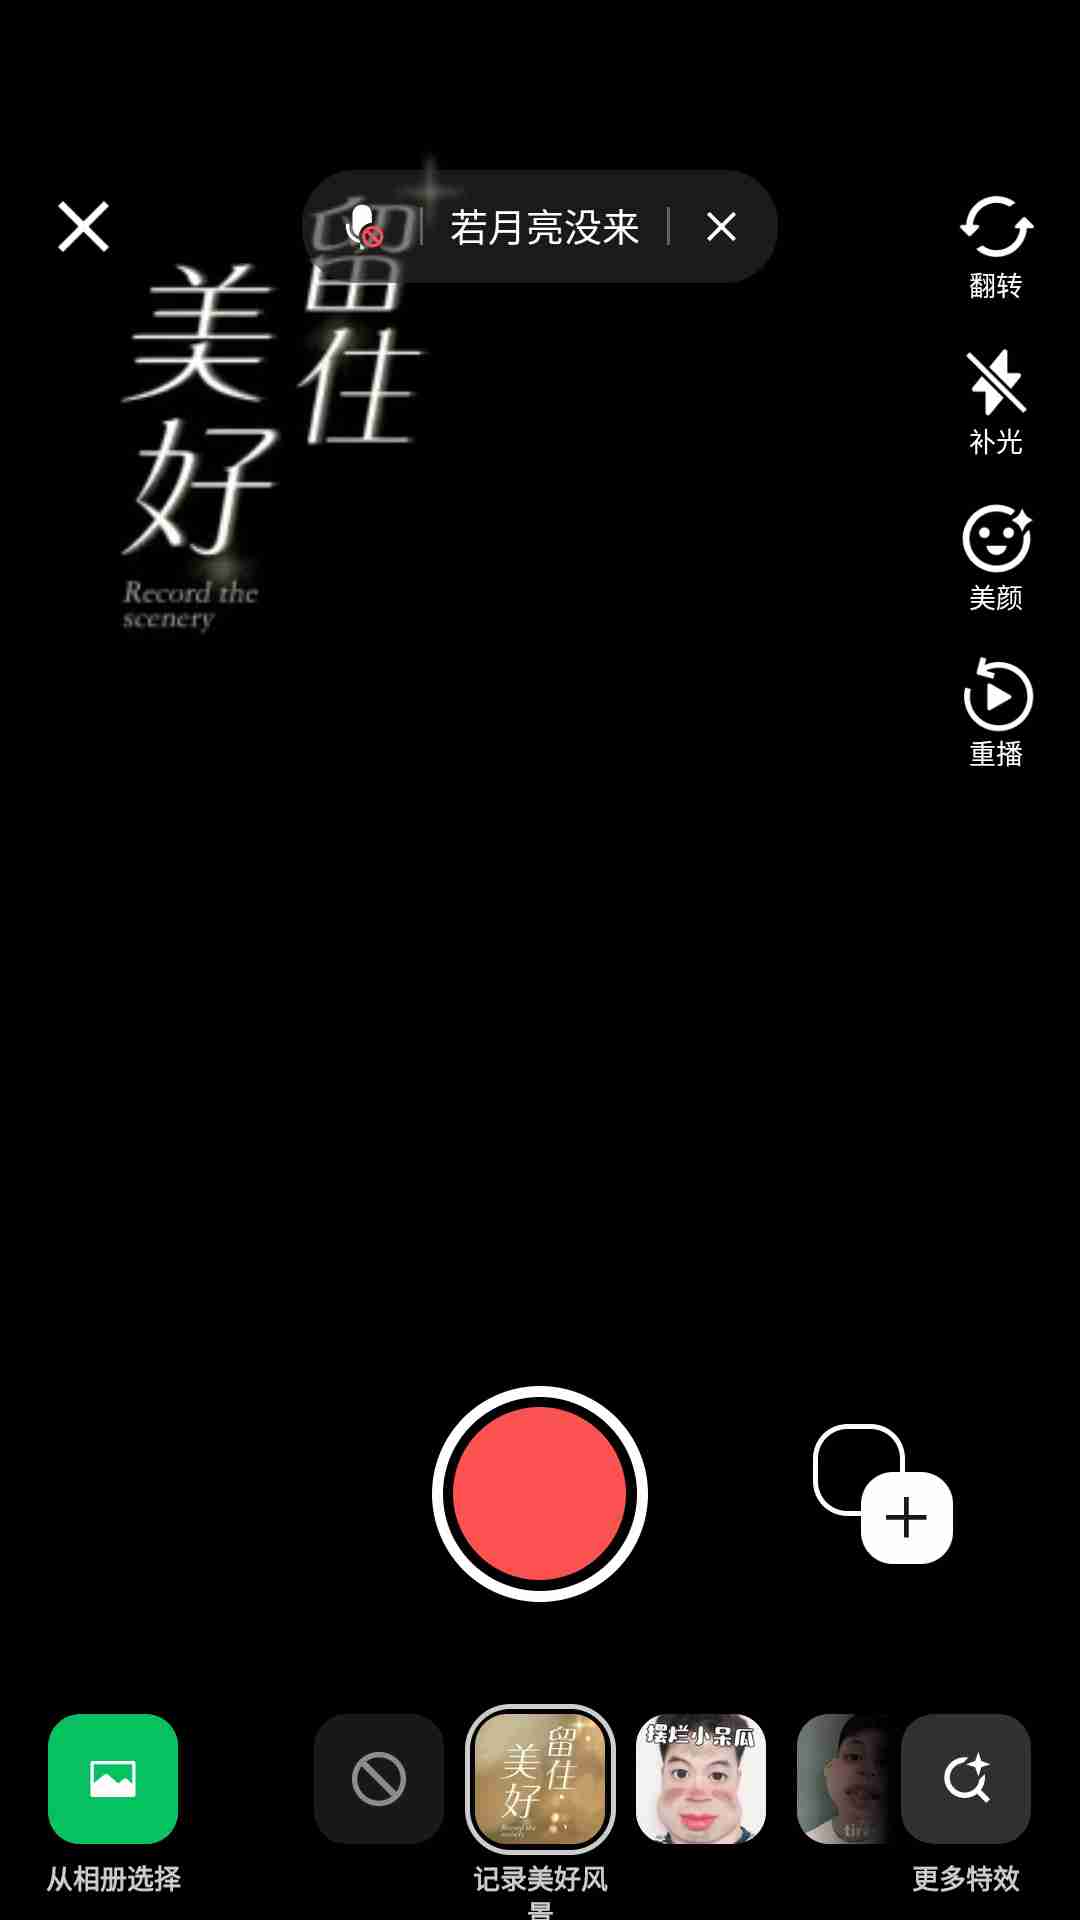 若月亮没来
留住
美好
Record the
scenery
翻转
补光
美颜
重播
摆烂小呆瓜
留住
美好
从相册选择
记录美好风
景
更多特效